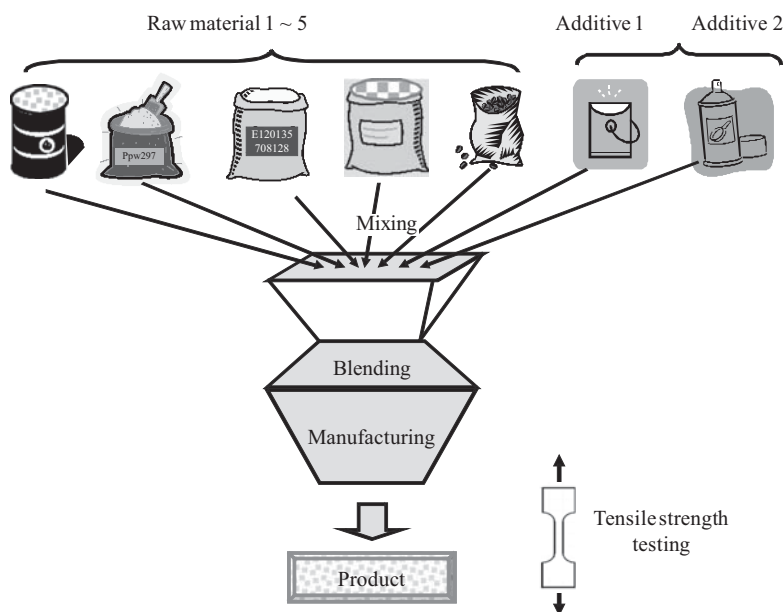 Raw material 1 ~ 5
Additive 1
Additive 2
Ppw297
E120135
708128
Mixing
Blending
Manufacturing
Product
Tensile strength
testing